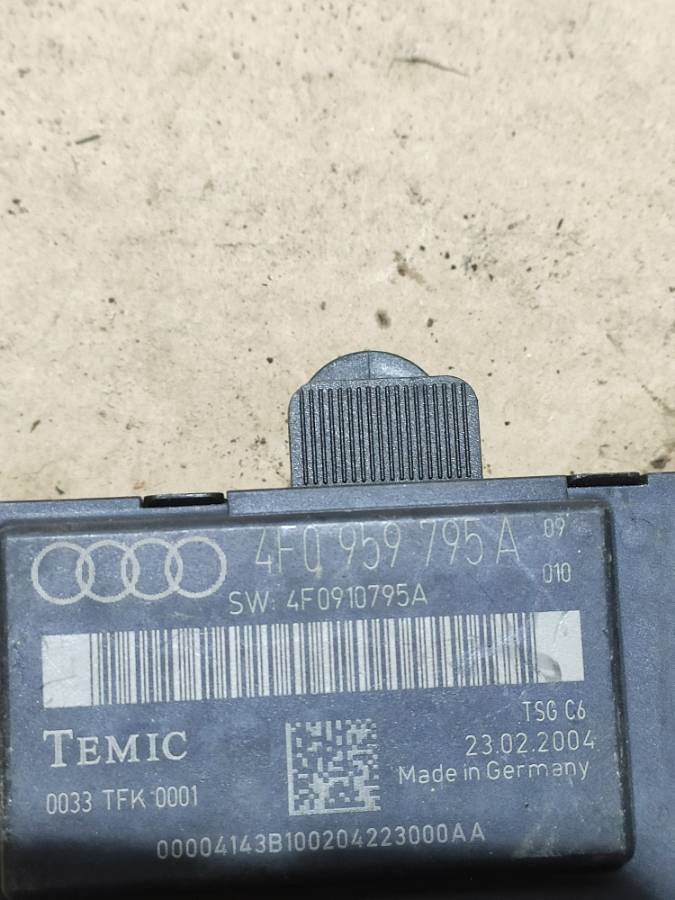 4F0 959 795 A 09
010
SW: 4F0910795A
TSG C6
TEMIC
23.02.2004
Made in Germany
0033 TFK 0001
00004143B100204223000AA